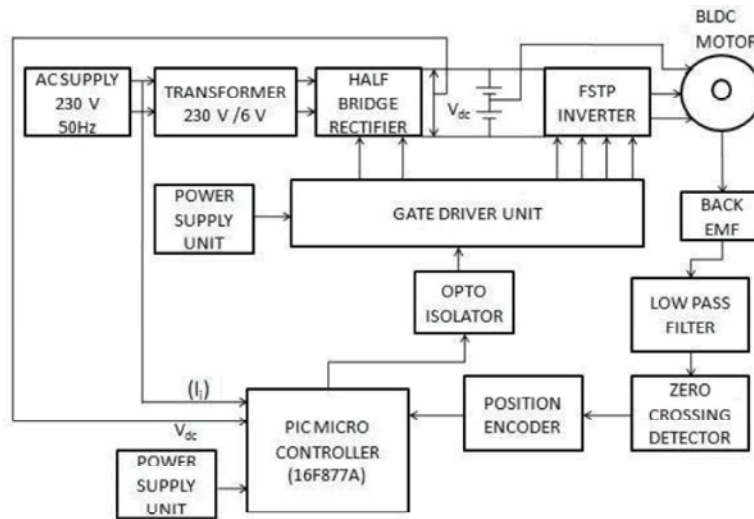 BLDC
MOTOR
AC SUPPLY
230 V
50Hz
TRANSFORMER
230 V /6 V
HALF
BRIDGE
RECTIFIER
Vdc
FSTP
INVERTER
POWER
SUPPLY
UNIT
GATE DRIVER UNIT
BACK
EMF
OPTO
ISOLATOR
LOW PASS
FILTER
(Ii)
Vdc
PIC MICRO
CONTROLLER
(16F877A)
POSITION
ENCODER
ZERO
CROSSING
DETECTOR
POWER
SUPPLY
UNIT